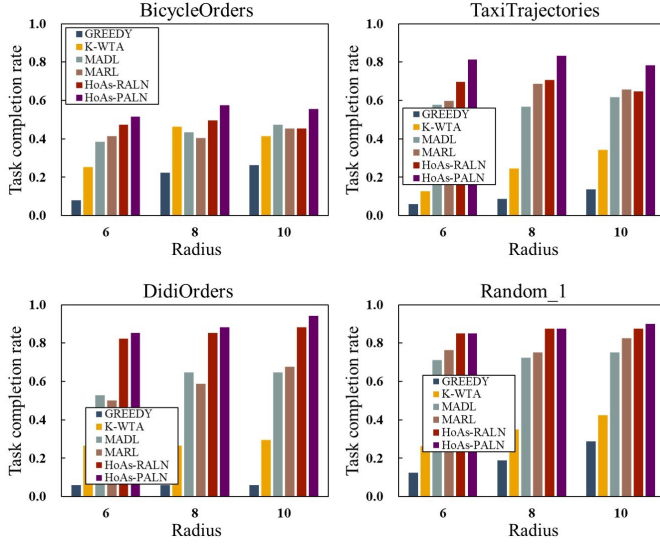 BicycleOrders
Task completion rate
1.0
0.8
0.6
0.4
0.2
0.0
GREEDY
K-WTA
MADL
MARL
HoAs-RALN
HoAs-PALN
6 8 10
Radius
TaxiTrajectories
Task completion rate
1.0
0.8
0.6
0.4
0.2
0.0
GREEDY
K-WTA
MADL
MARL
HoAs-RALN
HoAs-PALN
6 8 10
Radius
DidiOrders
Task completion rate
1.0
0.8
0.6
0.4
0.2
0.0
GREEDY
K-WTA
MADL
MARL
HoAs-RALN
HoAs-PALN
6 8 10
Radius
Random_1
Task completion rate
1.0
0.8
0.6
0.4
0.2
0.0
GREEDY
K-WTA
MADL
MARL
HoAs-RALN
HoAs-PALN
6 8 10
Radius